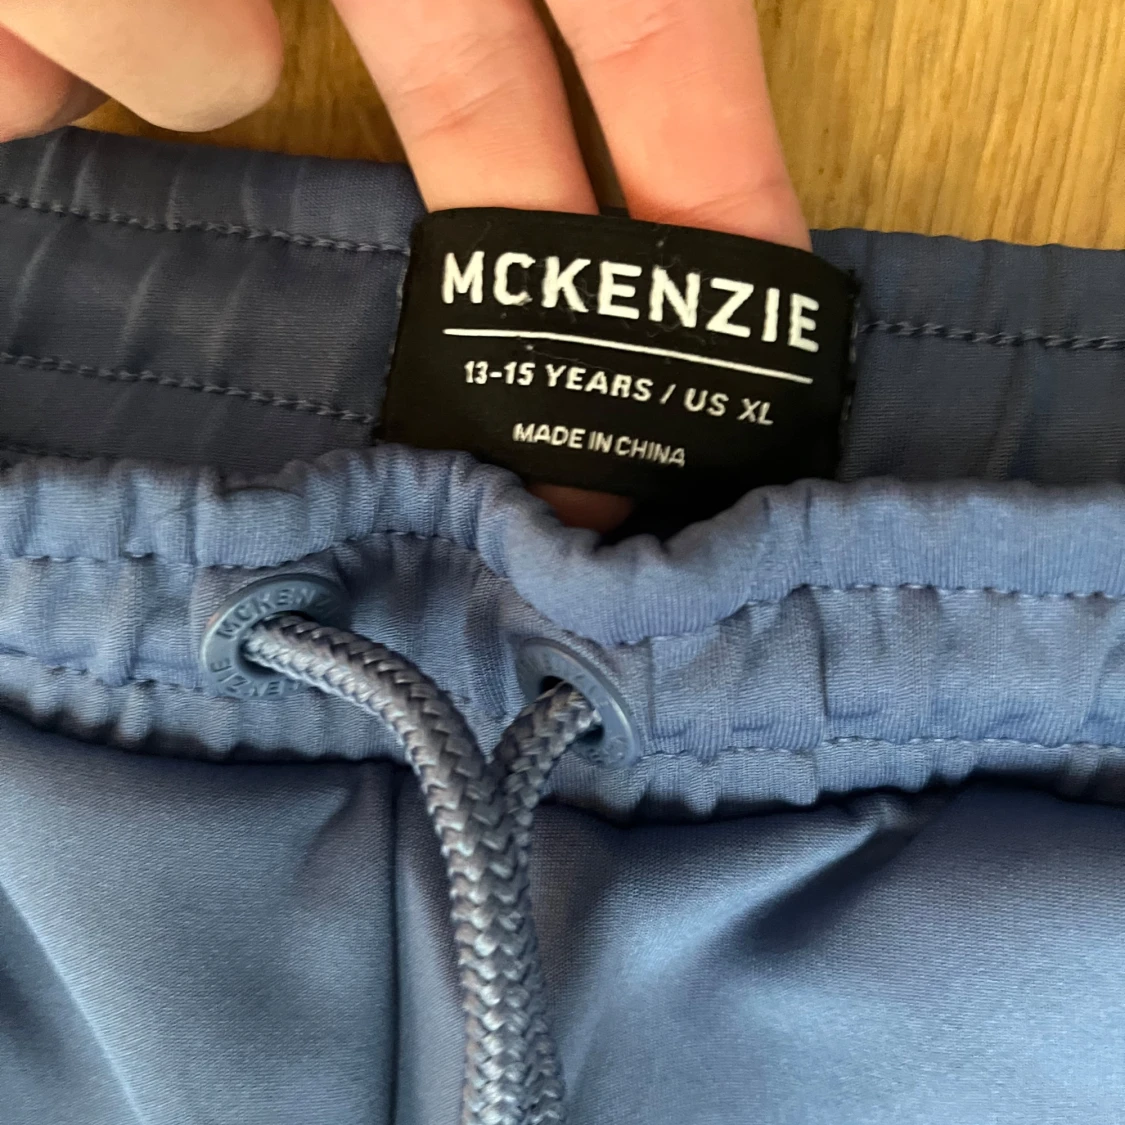 MCKENZIE
13-15 YEARS / US XL
MADE IN CHINA
MCKENZIE